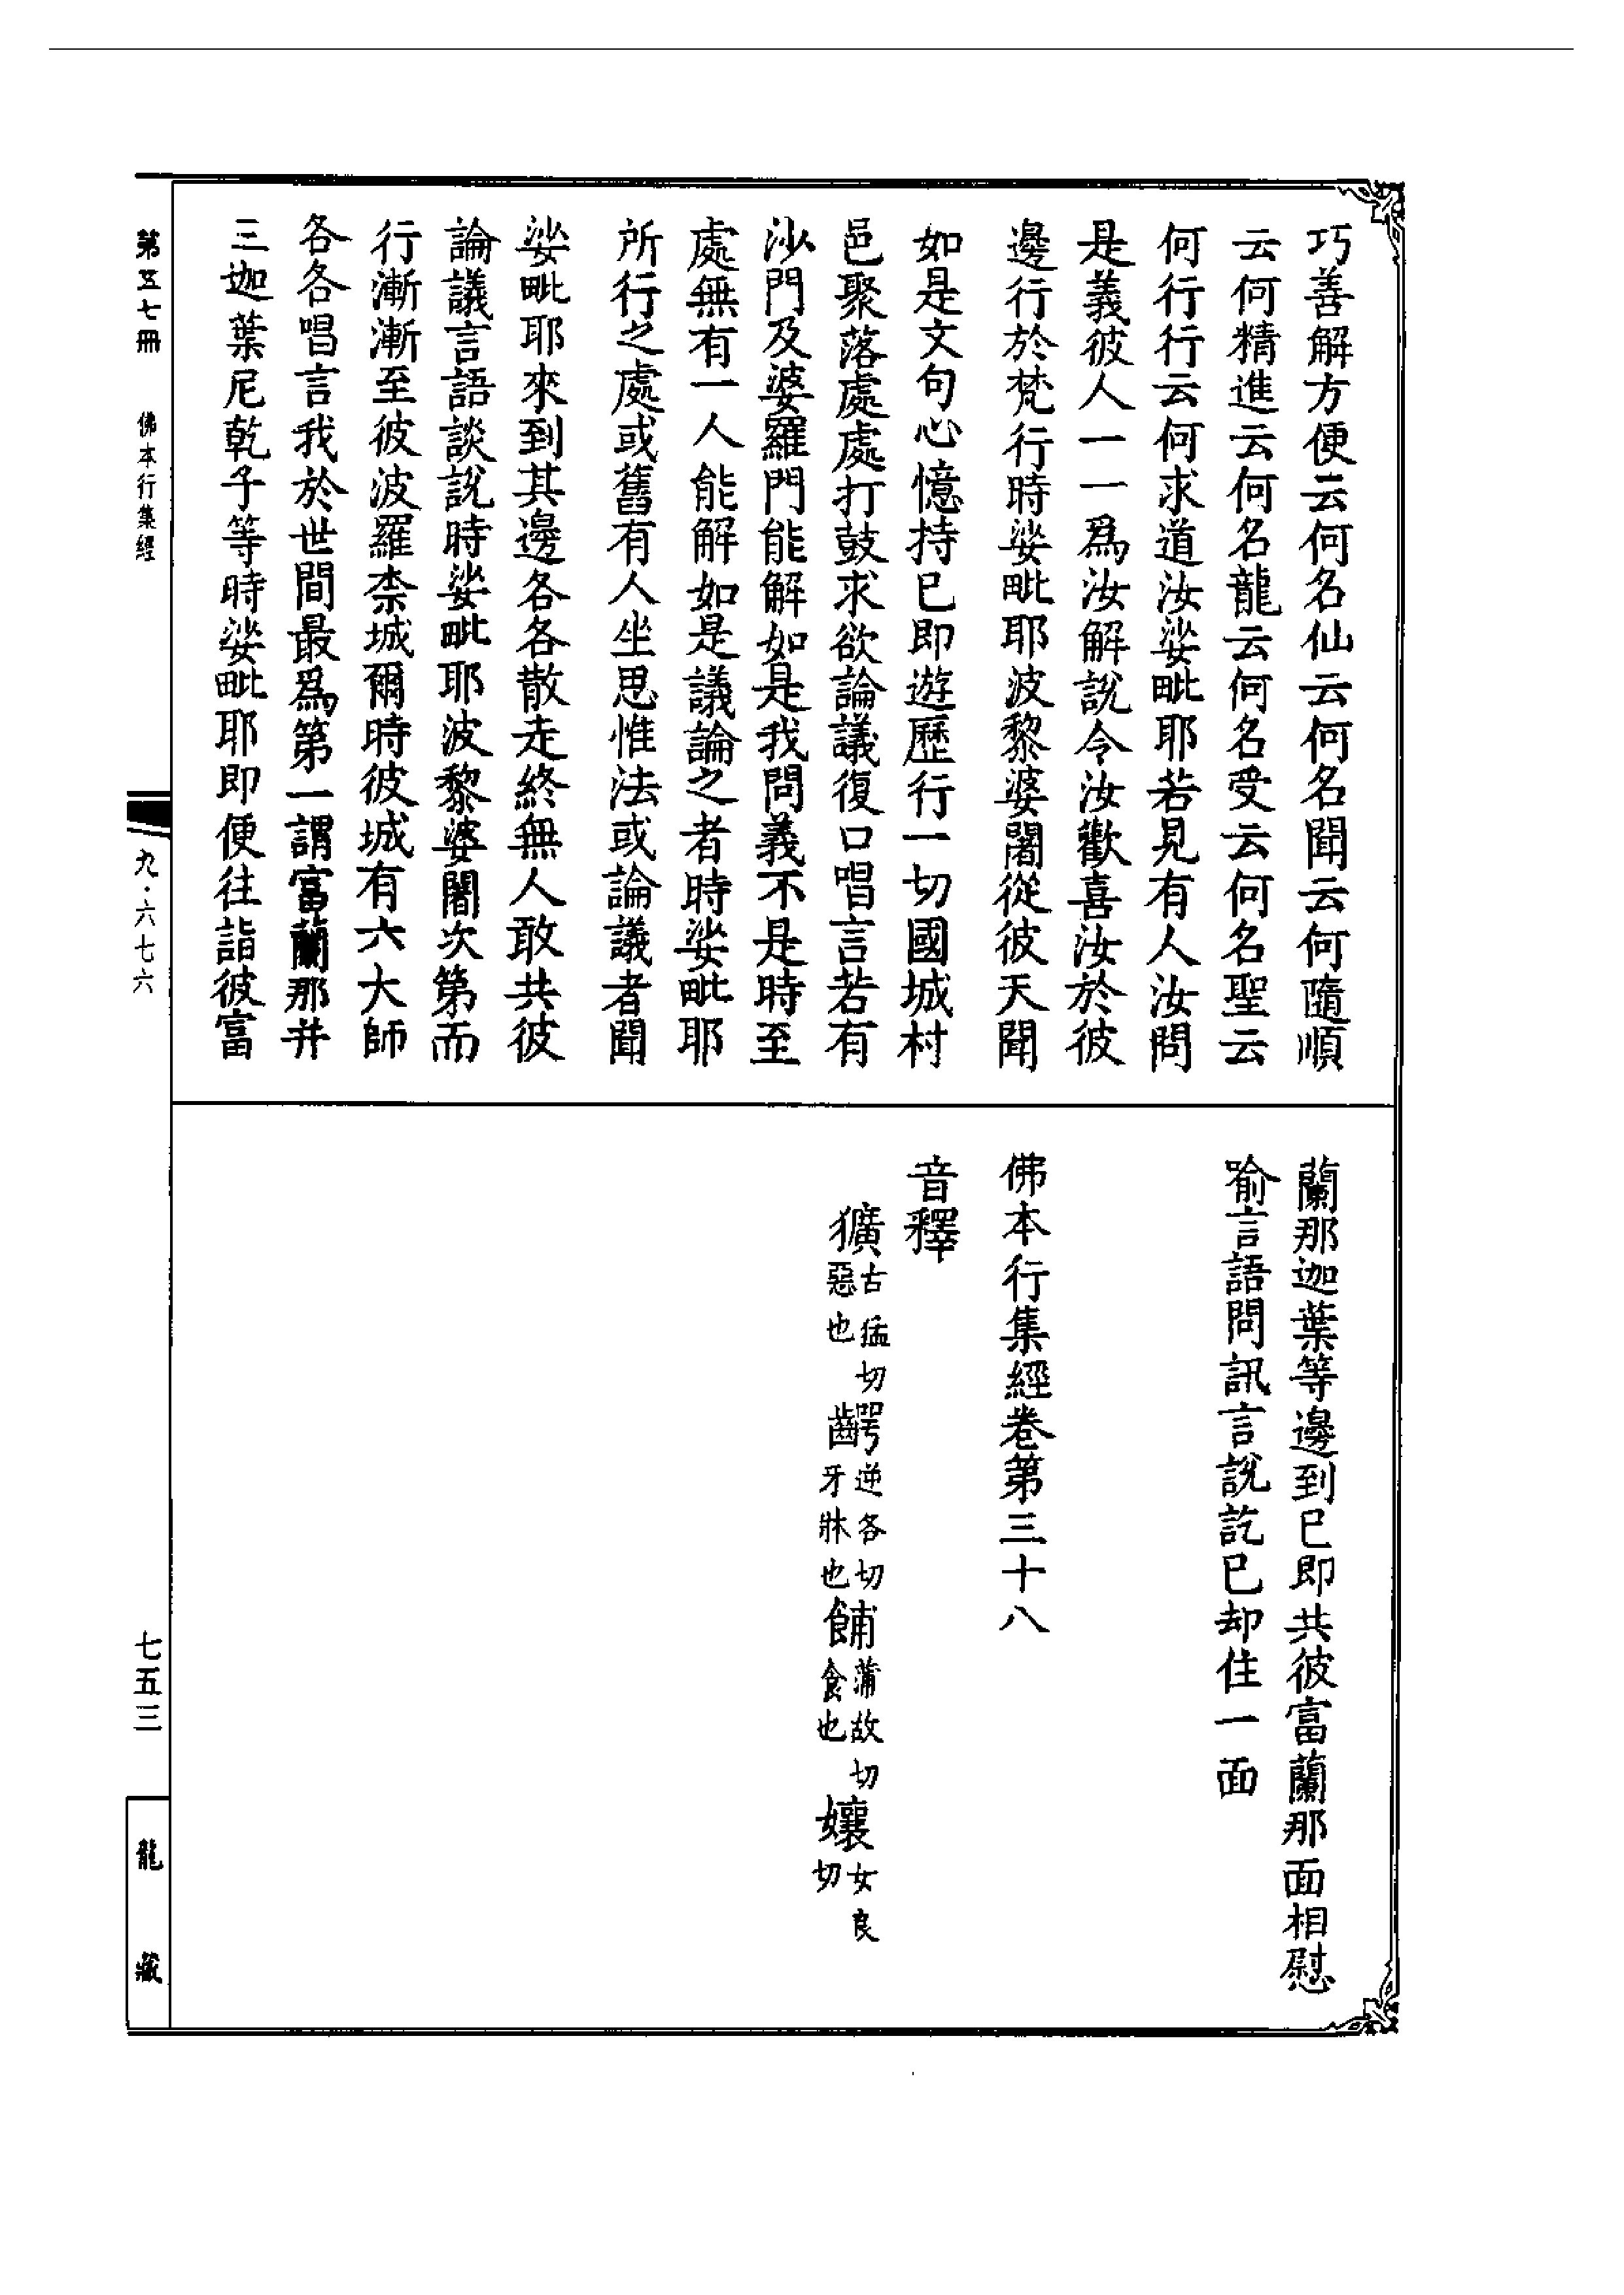 巧善解方便云何名仙云何名聞云何隨順
云何精進云何名龍云何名受云何名聖云
何行行云何求道汝娑毗耶若見有人汝問
是義彼人一一爲汝解說令汝歡喜汝於彼
邊行於梵行時娑毗耶波黎婆闍從彼天聞
如是文句心憶持已即遊歷行一切國城村
邑聚落處處打鼓求欲論議復口唱言若有
沙門及婆羅門能解如是我問義不是時至
處無有一人能解如是議論之者時娑毗耶
所行之處或舊有人坐思惟法或論議者聞
娑毗耶來到其邊各各散走終無人敢共彼
論議言語談說時娑毗耶波黎婆闍次第而
行漸漸至彼波羅柰城爾時彼城有六大師
各各唱言我於世間最爲第一謂富蘭那并
三迦葉尼乾子等時娑毗耶即便往詣彼富
蘭那迦葉等邊到已即共彼富蘭那面相慰
喻言語問訊言說訖已却住一面
佛本行集經卷第三十八
音釋
獷古猛切惡也齶逆各切齒牙牀也餔蒲故切食也孃女良切
第五七冊 佛本行集經
九·六七六
七五三
龍藏